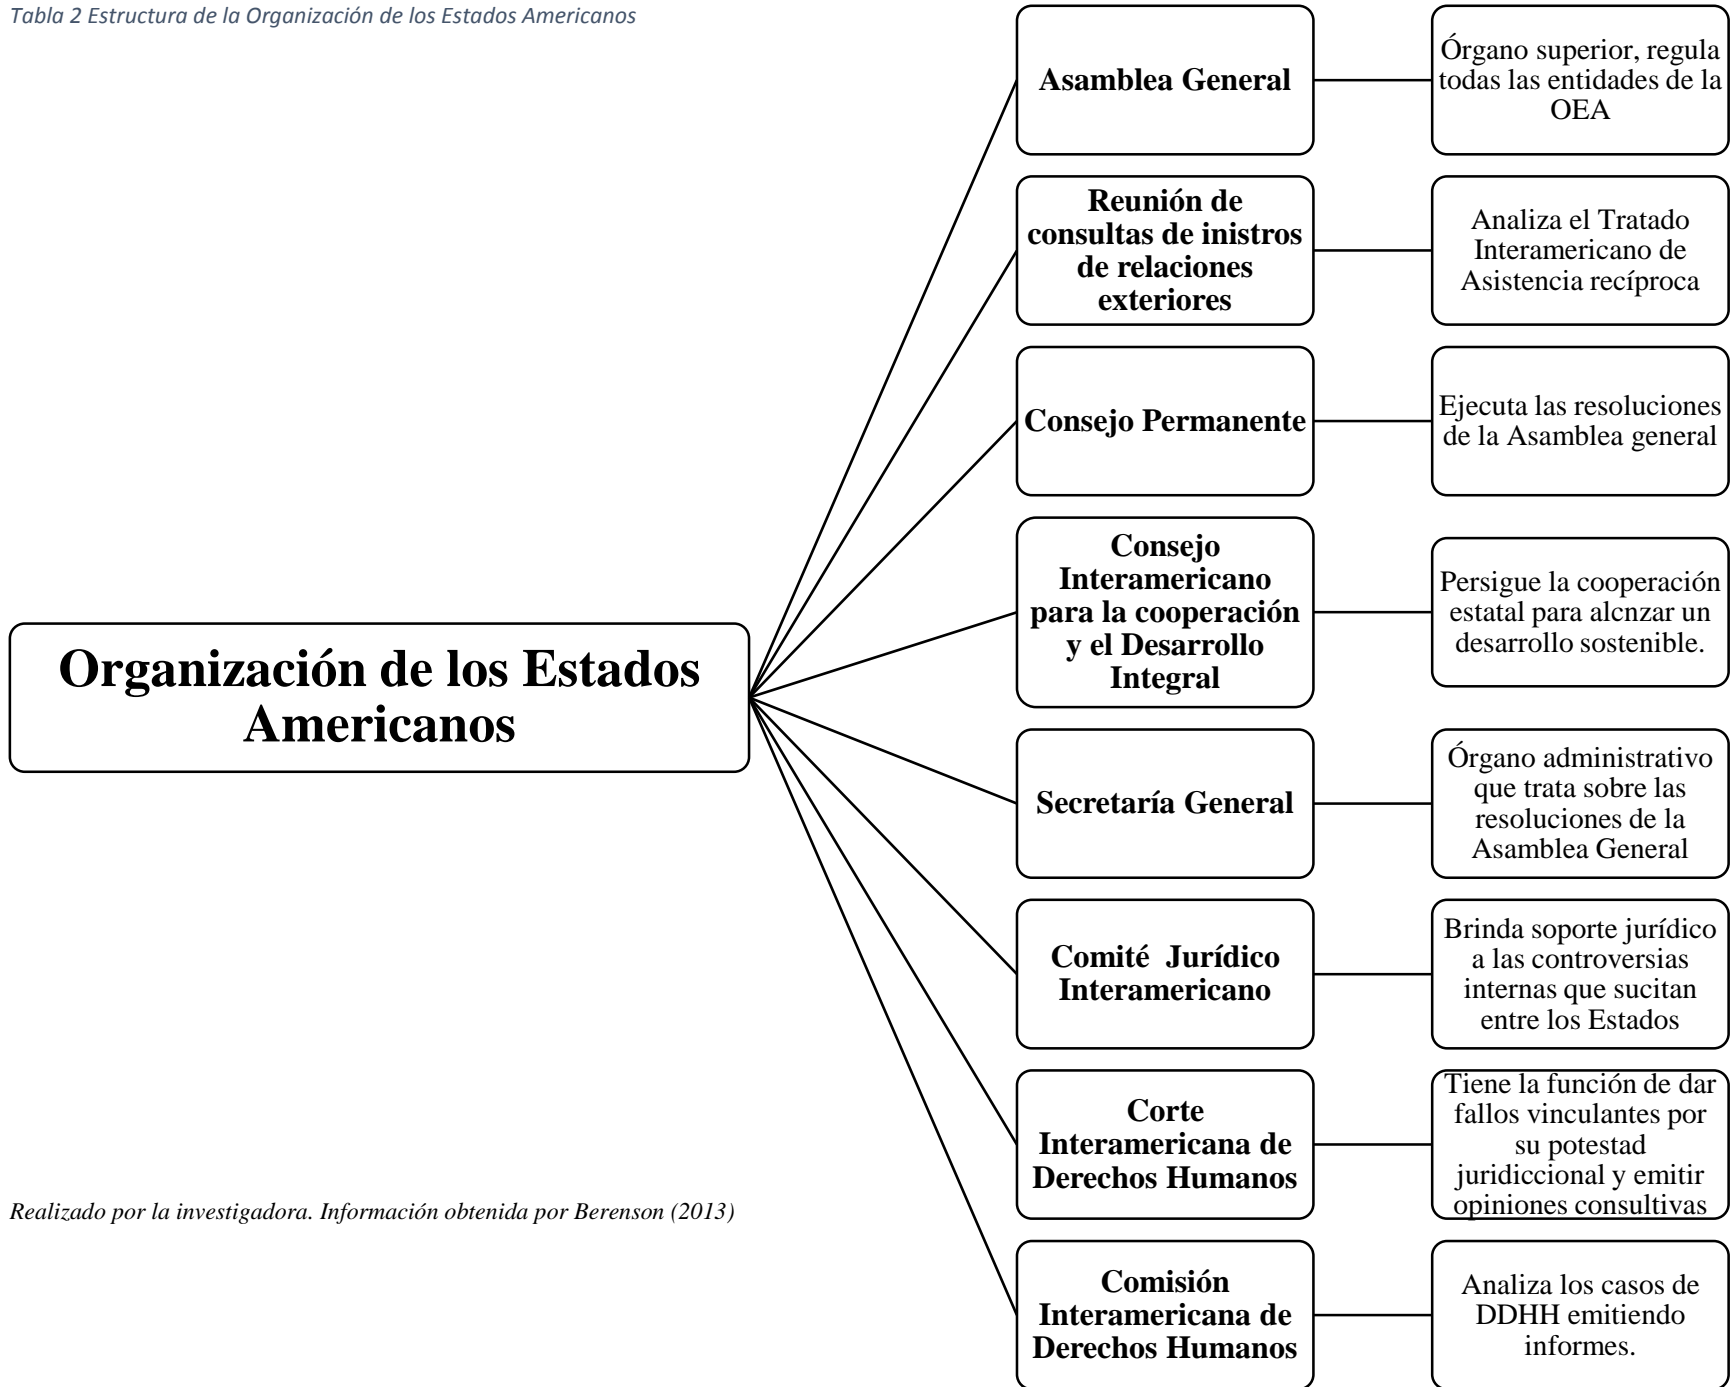 Tabla 2 Estructura de la Organización de los Estados Americanos
Organización de los Estados
Americanos
Asamblea General
Órgano superior, regula
todas las entidades de la
OEA
Reunión de
consultas de inistros
de relaciones
exteriores
Analiza el Tratado
Interamericano de
Asistencia recíproca
Consejo Permanente
Ejecuta las resoluciones
de la Asamblea general
Consejo
Interamericano
para la cooperación
y el Desarrollo
Integral
Persigue la cooperación
estatal para alcnzar un
desarrollo sostenible.
Secretaría General
Órgano administrativo
que trata sobre las
resoluciones de la
Asamblea General
Comité  Jurídico
Interamericano
Brinda soporte jurídico
a las controversias
internas que sucitan
entre los Estados
Corte
Interamericana de
Derechos Humanos
Tiene la función de dar
fallos vinculantes por
su potestad
juridiccional y emitir
opiniones consultivas
Comisión
Interamericana de
Derechos Humanos
Analiza los casos de
DDHH emitiendo
informes.
Realizado por la investigadora. Información obtenida por Berenson (2013)